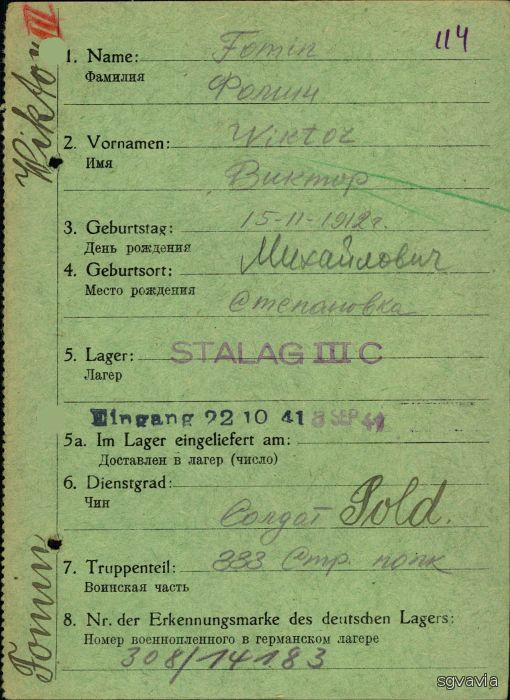 III
114
1. Name: Fomin
Фамилия Фомин
2. Vornamen: Wiktor
Имя Виктор
3. Geburtstag: 15-11-1912г.
День рождения Михайлович
4. Geburtsort:
Место рождения Степановка
5. Lager: STALAG III C
Лагерь
Eingang 22 10 41 3 SEP
5a. Im Lager eingeliefert am:
Доставлен в лагерь (число)
6. Dienstgrad:
Чин Солдат Sold.
7. Truppenteil: 333 Стр. полк
Воинская часть
8. Nr. der Erkennungsmarke des deutschen Lagers:
Номер военнопленного в германском лагере
308/14183
Fomin Wiktor
sgvavia